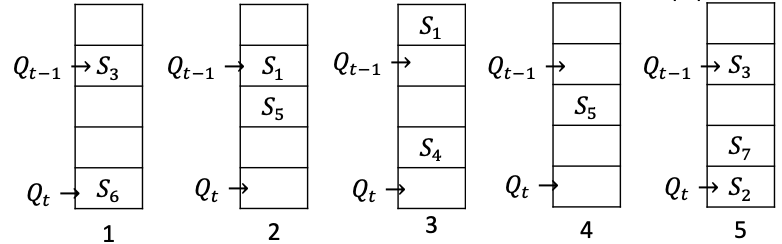 S₁
Qₜ₋₁ → S₃ Qₜ₋₁ → S₁ Qₜ₋₁ → Qₜ₋₁ → Qₜ₋₁ → S₃
S₅ S₅
S₄ S₇
Qₜ → S₆ Qₜ → Qₜ → Qₜ → Qₜ → S₂
1 2 3 4 5